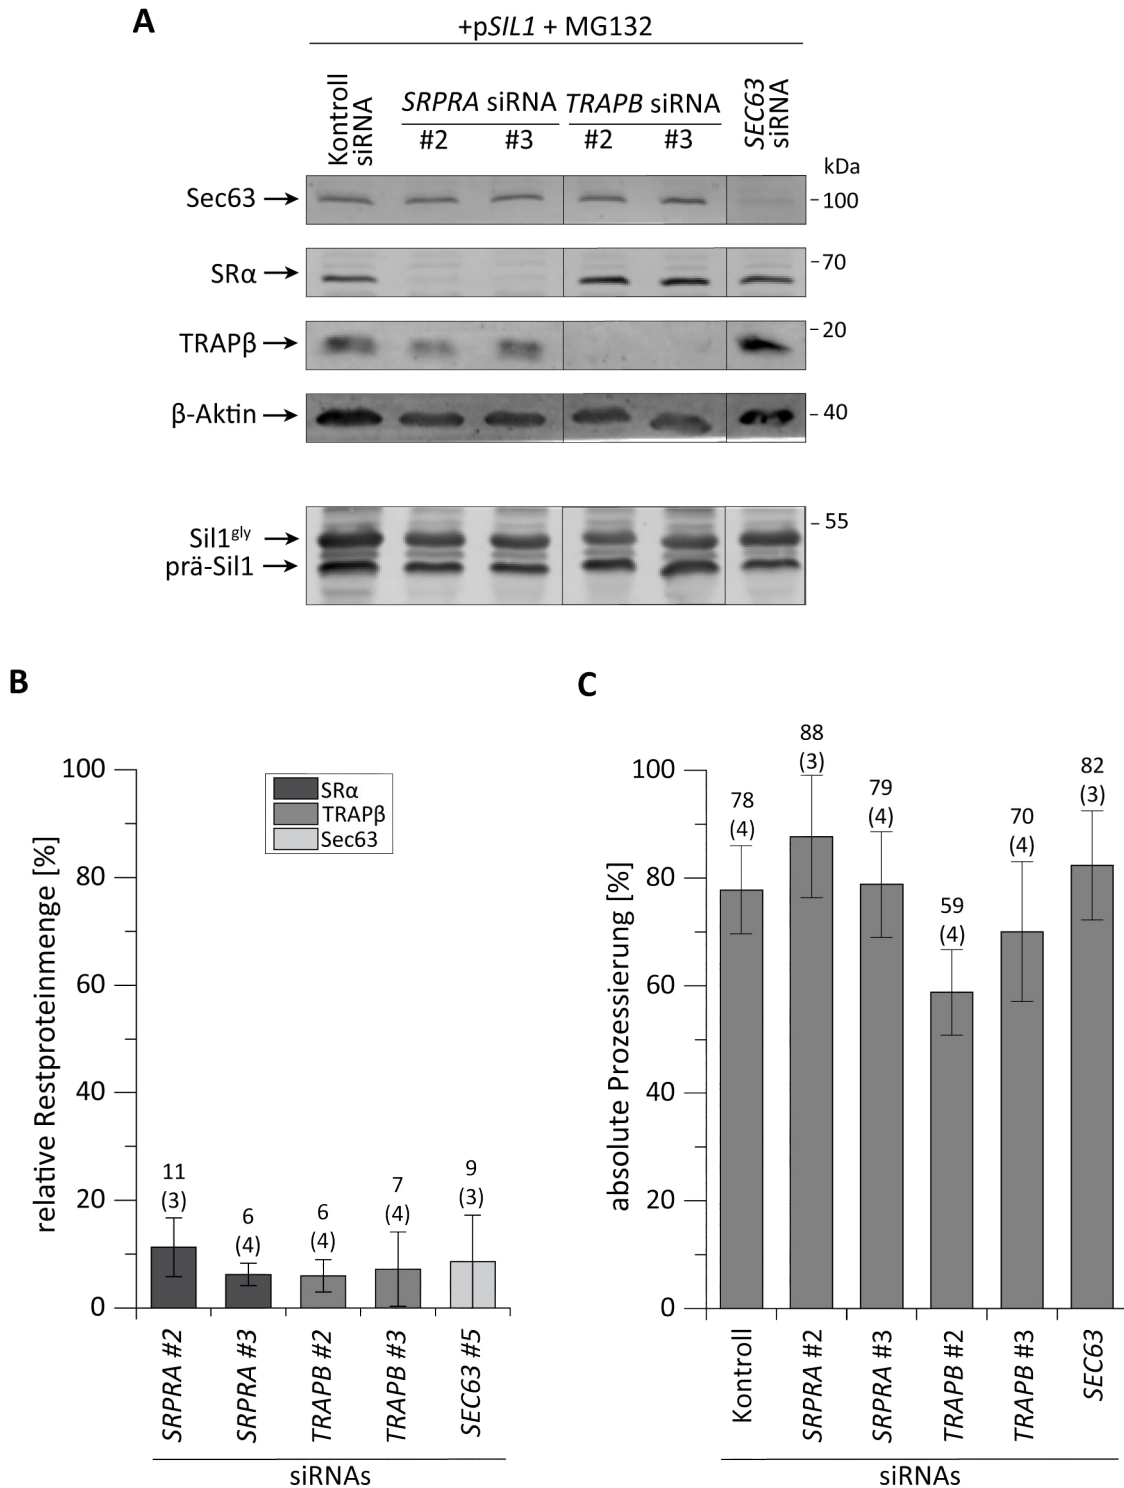 A
+pSIL1 + MG132
Kontroll
siRNA
SRPRA siRNA
TRAPB siRNA
SEC63
siRNA
#2
#3
#2
#3
kDa
Sec63
100
SRα
70
TRAPβ
20
β-Aktin
40
Sil1gly
55
prä-Sil1
B
relative Restproteinmenge [%]
100
80
60
40
20
0
SRα
TRAPβ
Sec63
11
(3)
6
(4)
6
(4)
7
(4)
9
(3)
SRPRA #2
SRPRA #3
TRAPB #2
TRAPB #3
SEC63 #5
siRNAs
C
absolute Prozessierung [%]
100
80
60
40
20
0
78
(4)
88
(3)
79
(4)
59
(4)
70
(4)
82
(3)
Kontroll
SRPRA #2
SRPRA #3
TRAPB #2
TRAPB #3
SEC63
siRNAs